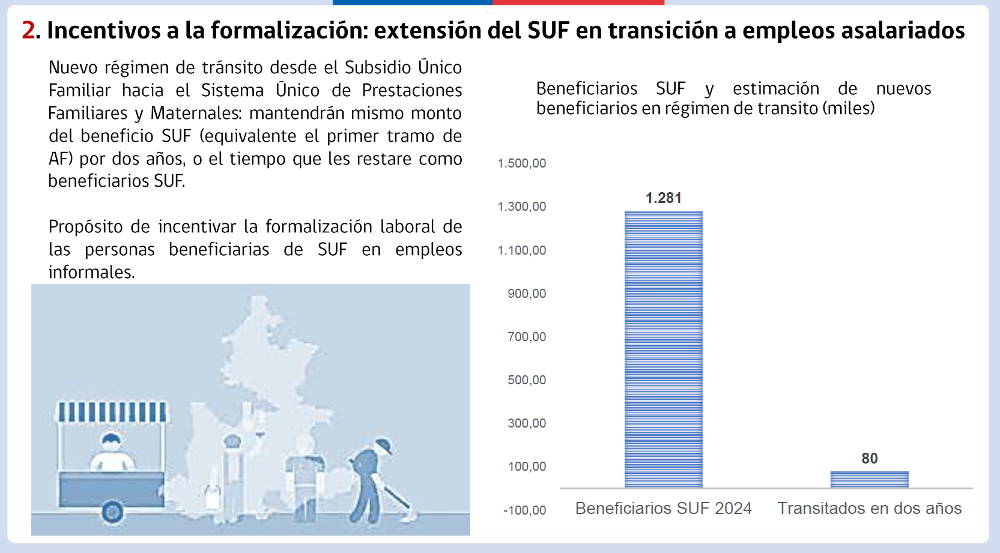 2. Incentivos a la formalización: extensión del SUF en transición a empleos asalariados
Nuevo régimen de tránsito desde el Subsidio Único
Familiar hacia el Sistema Único de Prestaciones
Familiares y Maternales: mantendrán mismo monto
del beneficio SUF (equivalente el primer tramo de
AF) por dos años, o el tiempo que les restare como
beneficiarios SUF.
Propósito de incentivar la formalización laboral de
las personas beneficiarias de SUF en empleos
informales.
Beneficiarios SUF y estimación de nuevos
beneficiarios en régimen de transito (miles)
1.500,00
1.300,00
1.100,00
900,00
700,00
500,00
300,00
100,00
-100,00
1.281
80
Beneficiarios SUF 2024
Transitados en dos años